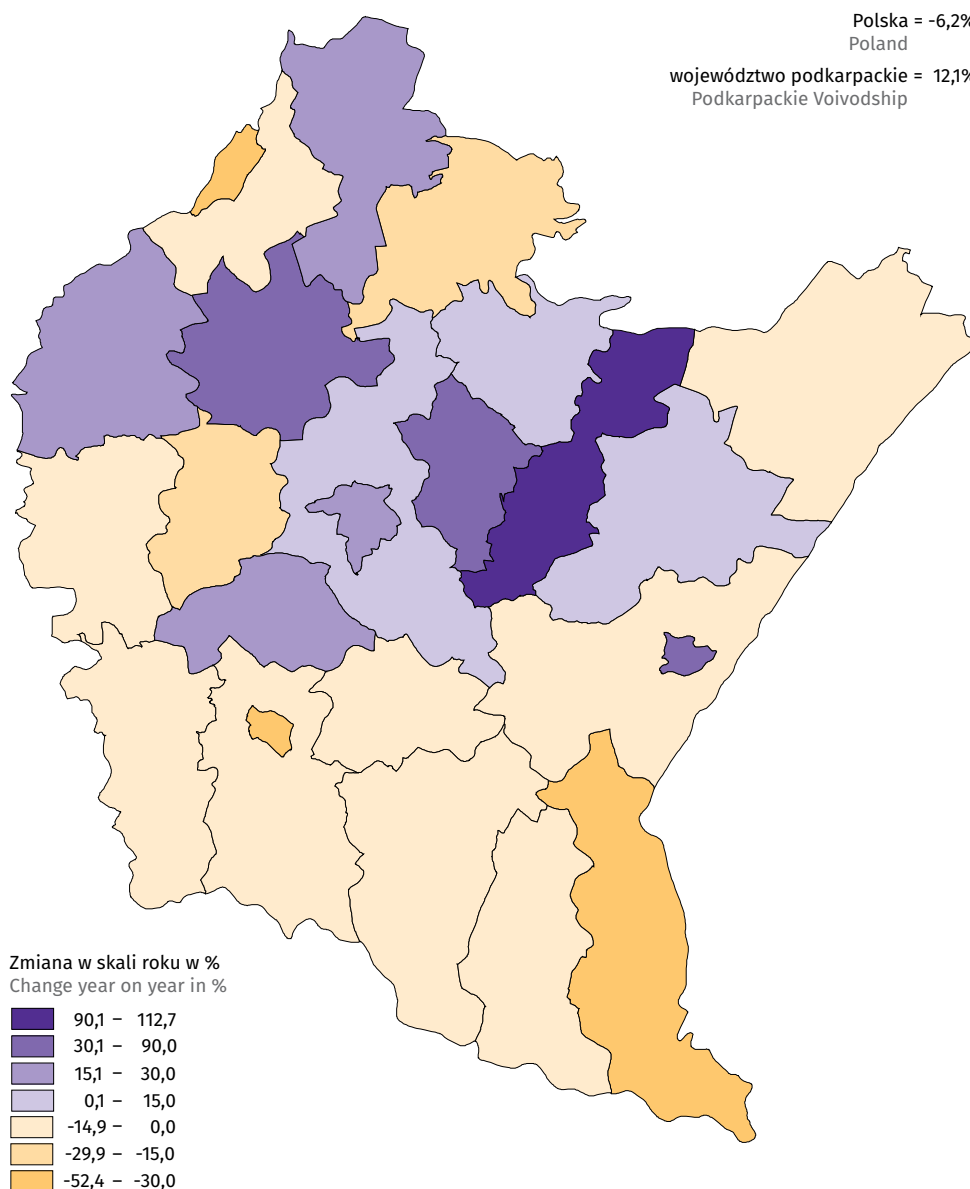 Polska = -6,2%
Poland
województwo podkarpackie = 12,1%
Podkarpackie Voivodship
Zmiana w skali roku w %
Change year on year in %
90,1 – 112,7
30,1 – 90,0
15,1 – 30,0
0,1 – 15,0
-14,9 – 0,0
-29,9 – -15,0
-52,4 – -30,0